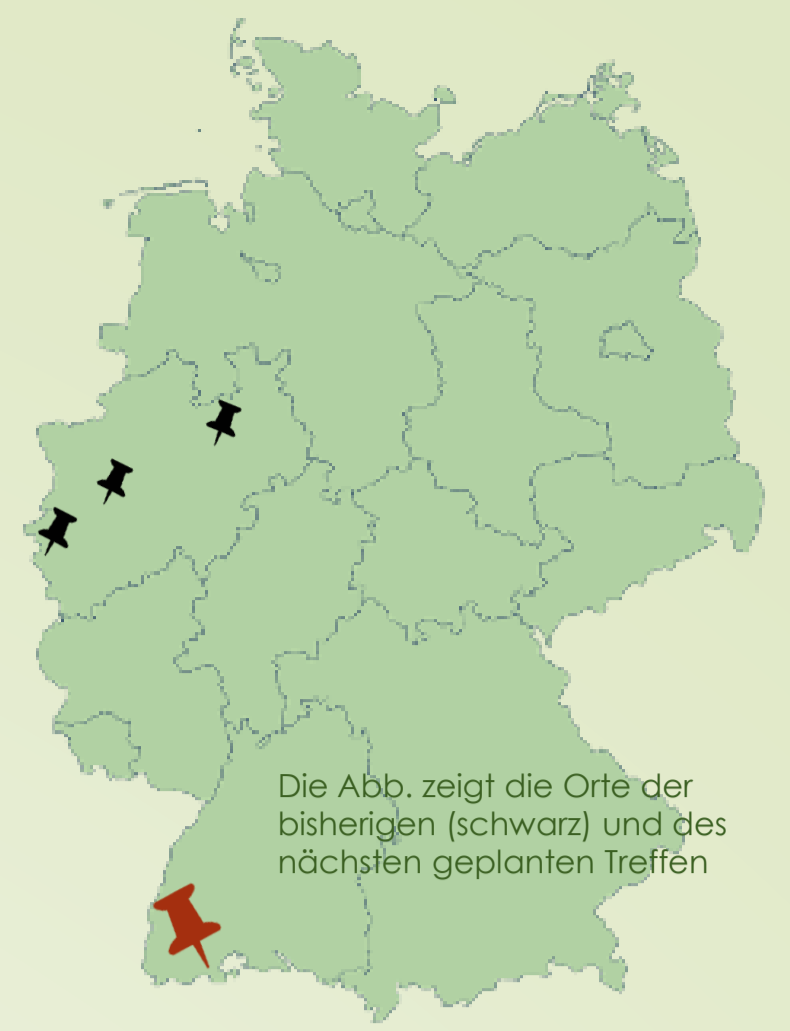 Die Abb. zeigt die Orte der
bisherigen (schwarz) und des
nächsten geplanten Treffen